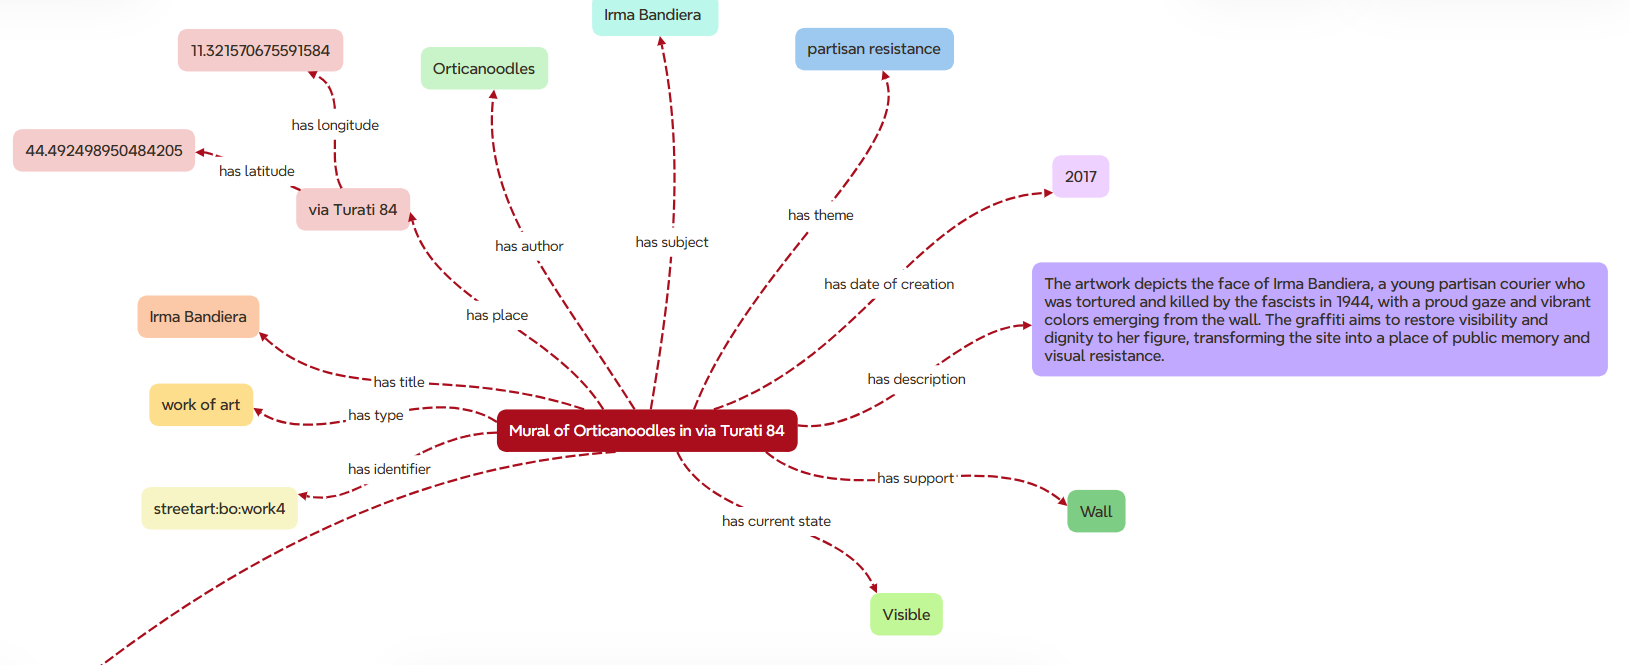 Irma Bandiera
11.321570675591584
Orticanoodles
partisan resistance
has longitude
44.492498950484205
has latitude
2017
via Turati 84
has theme
has author
has subject
has date of creation
The artwork depicts the face of Irma Bandiera, a young partisan courier who
was tortured and killed by the fascists in 1944, with a proud gaze and vibrant
colors emerging from the wall. The graffiti aims to restore visibility and
dignity to her figure, transforming the site into a place of public memory and
visual resistance.
has place
Irma Bandiera
has title
has description
work of art
has type
Mural of Orticanoodles in via Turati 84
has identifier
has support
streetart:bo:work4
Wall
has current state
Visible